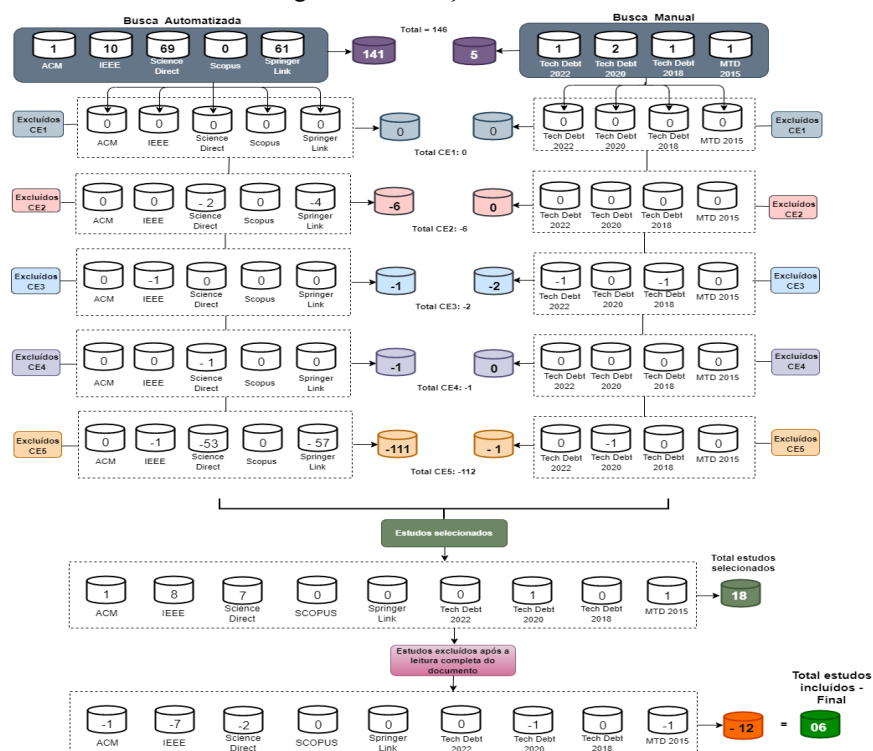 Busca Automatizada
Total = 146
Busca Manual
1 10 69 0 61
141
5
1 2 1 1
ACM
IEEE
Science
Direct
Scopus
Springer
Link
Tech Debt
2022
Tech Debt
2020
Tech Debt
2018
MTD
2015
Excluídos
CE1
0 0 0 0 0
0
0
0 0 0 0
Excluídos
CE1
ACM
IEEE
Science
Direct
Scopus
Springer
Link
Total CE1: 0
Tech Debt
2022
Tech Debt
2020
Tech Debt
2018
MTD 2015
Excluídos
CE2
0 0 - 2 0 -4
-6
0
0 0 0 0
Excluídos
CE2
ACM
IEEE
Science
Direct
Scopus
Springer
Link
Total CE2: -6
Tech Debt
2022
Tech Debt
2020
Tech Debt
2018
MTD 2015
Excluídos
CE3
0 -1 0 0 0
-1
-2
-1 0 -1 0
Excluídos
CE3
ACM
IEEE
Science
Direct
Scopus
Springer
Link
Total CE3: -2
Tech Debt
2022
Tech Debt
2020
Tech Debt
2018
MTD 2015
Excluídos
CE4
0 0 - 1 0 0
-1
0
0 0 0 0
Excluídos
CE4
ACM
IEEE
Science
Direct
Scopus
Springer
Link
Total CE4: -1
Tech Debt
2022
Tech Debt
2020
Tech Debt
2018
MTD 2015
Excluídos
CE5
0 -1 -53 0 - 57
-111
- 1
0 -1 0 0
Excluídos
CE5
ACM
IEEE
Science
Direct
Scopus
Springer
Link
Total CE5: -112
Tech Debt
2022
Tech Debt
2020
Tech Debt
2018
MTD 2015
Estudos selecionados
Total estudos
selecionados
1 8 7 0 0 0 1 0 1
18
ACM
IEEE
Science
Direct
SCOPUS
Springer
Link
Tech Debt
2022
Tech Debt
2020
Tech Debt
2018
MTD 2015
Estudos excluídos após a
leitura completa do
documento
Total estudos
incluídos -
Final
-1 -7 -2 0 0 0 -1 0 -1
- 12 = 06
ACM
IEEE
Science
Direct
SCOPUS
Springer
Link
Tech Debt
2022
Tech Debt
2020
Tech Debt
2018
MTD 2015